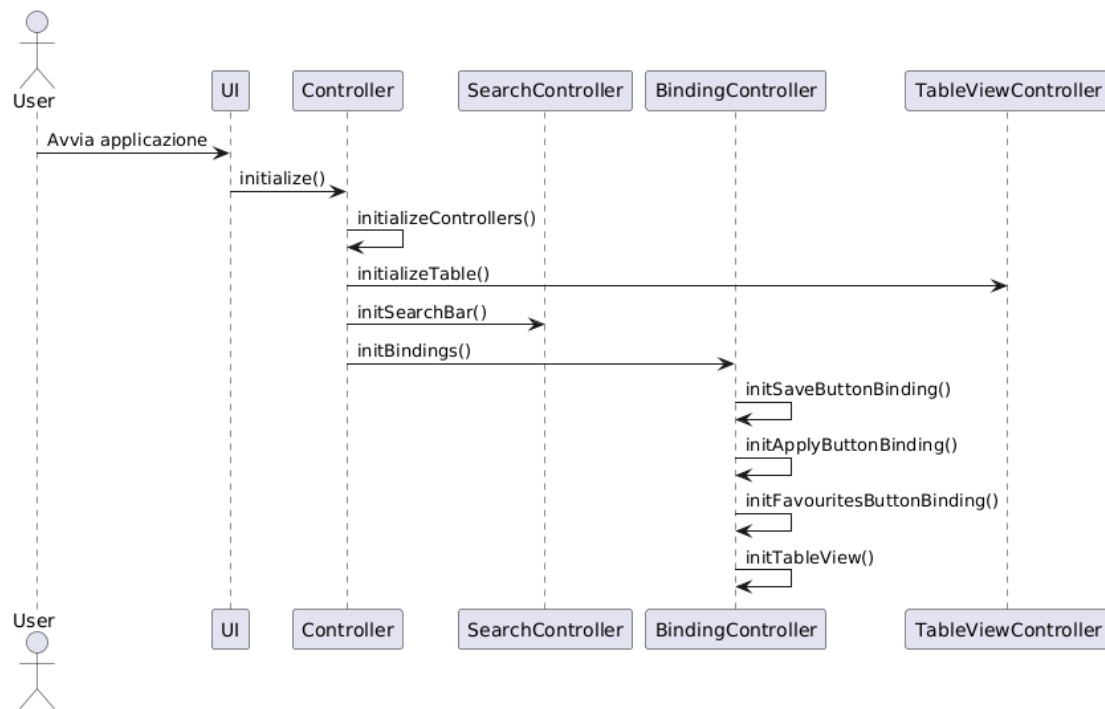 User
UI
Controller
SearchController
BindingController
TableViewController
Avvia applicazione
initialize()
initializeControllers()
initializeTable()
initSearchBar()
initBindings()
initSaveButtonBinding()
initApplyButtonBinding()
initFavouritesButtonBinding()
initTableView()
User
UI
Controller
SearchController
BindingController
TableViewController